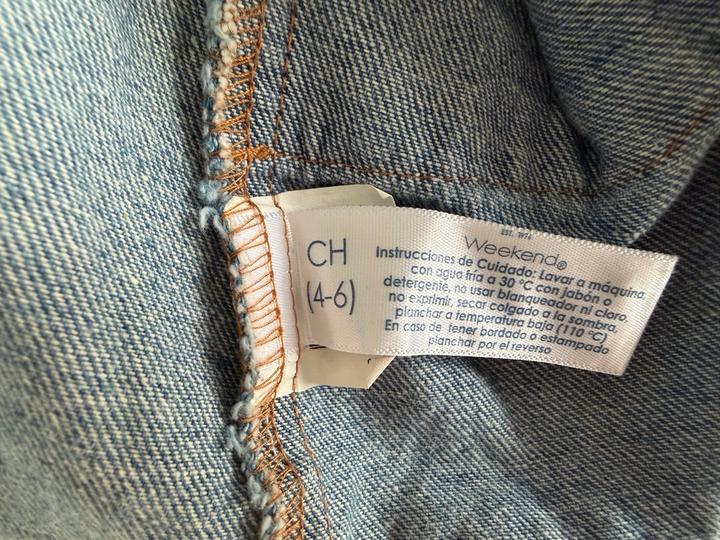 CH
(4-6)
EST. 1976
Weekend®
Instrucciones de Cuidado: Lavar a máquina,
con agua fría a 30 °C con jabón o
detergente, no usar blanqueador ni cloro,
no exprimir, secar colgado a la sombra,
planchar a temperatura baja (110 °C)
En caso de tener bordado o estampado
planchar por el reverso